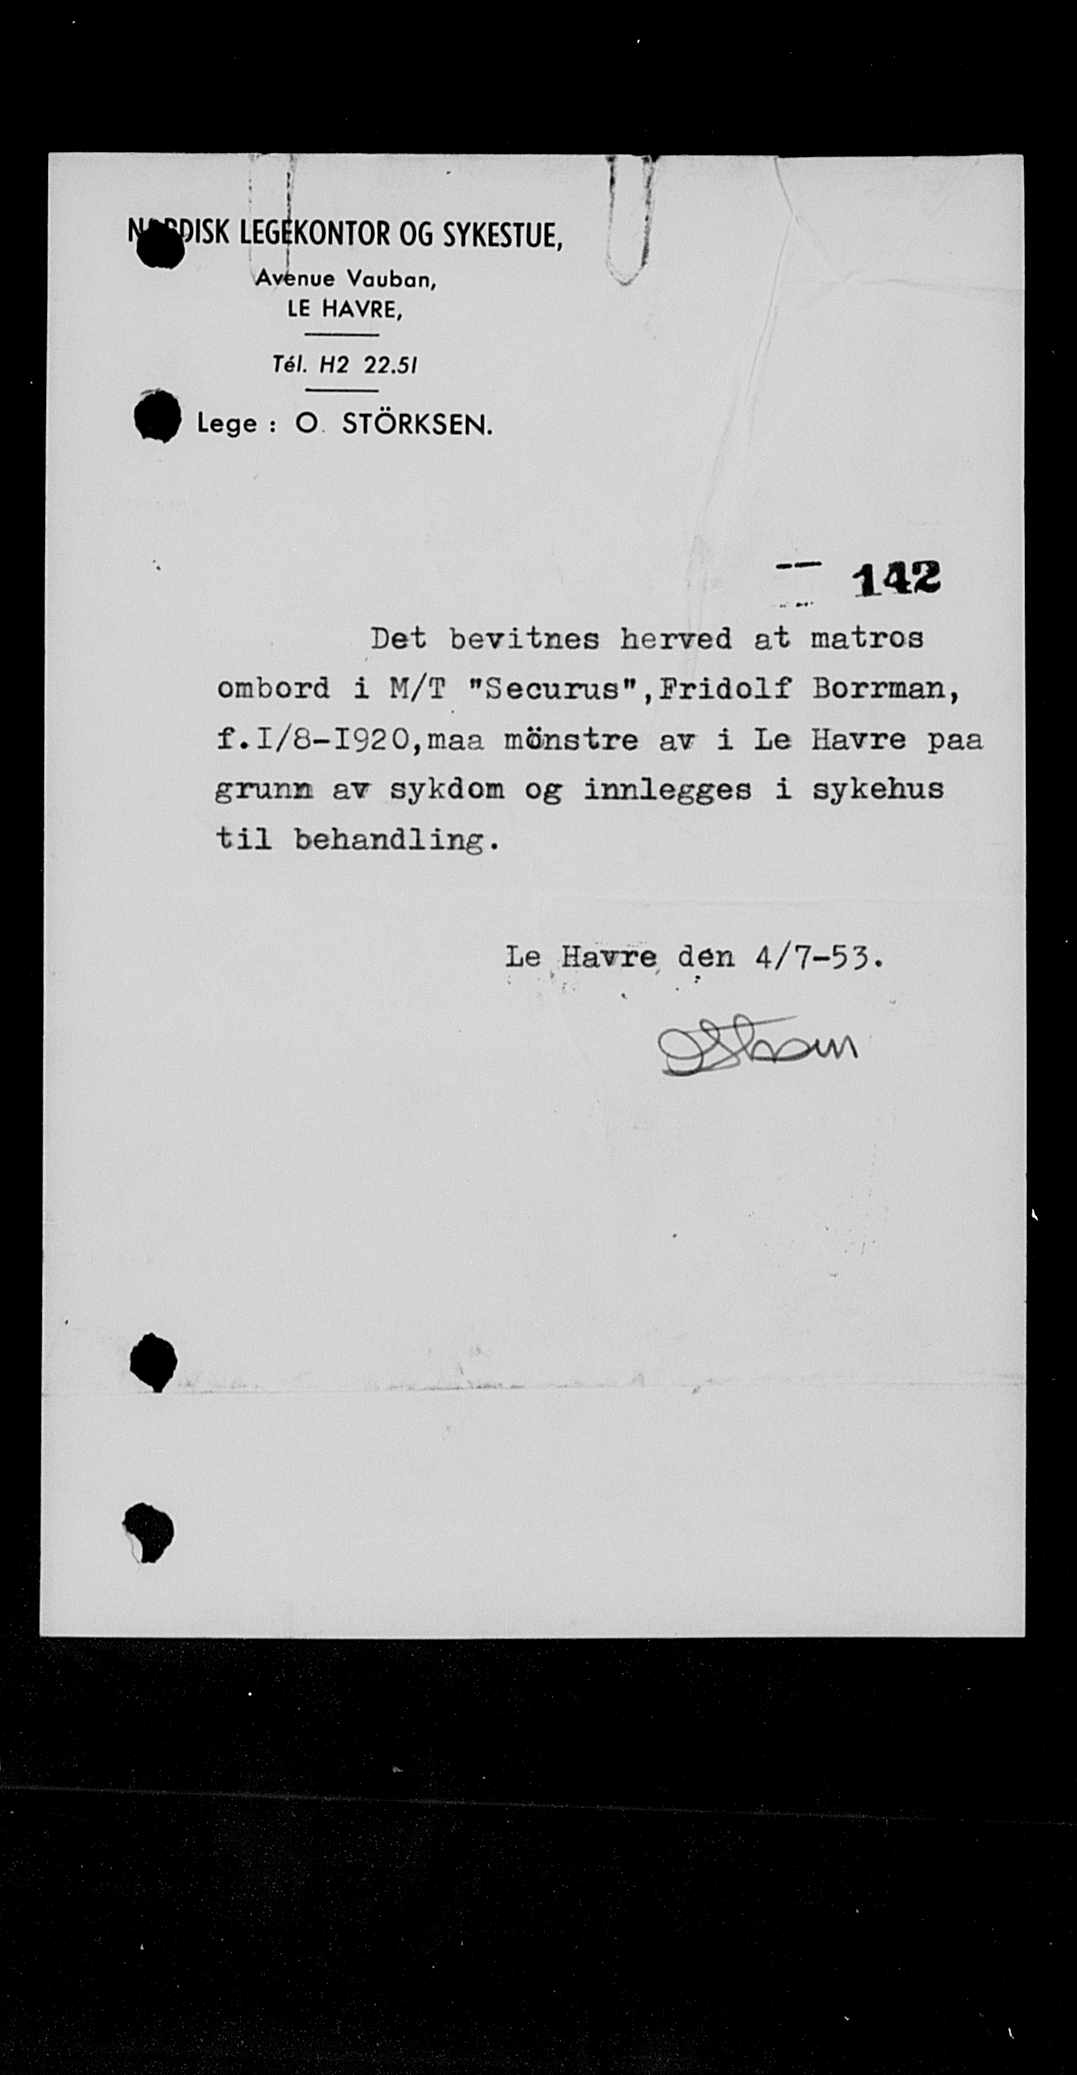 NORDISK LEGEKONTOR OG SYKESTUE,
Avenue Vauban,
LE HAVRE,
Tél. H2 22.51
Lege : O. STÖRKSEN.
142
Det bevitnes herved at matros
ombord i M/T "Securus",Fridolf Borrman,
f.I/8-I920,maa mönstre av i Le Havre paa
grunn av sykdom og innlegges i sykehus
til behandling.
Le Havre den 4/7-53.